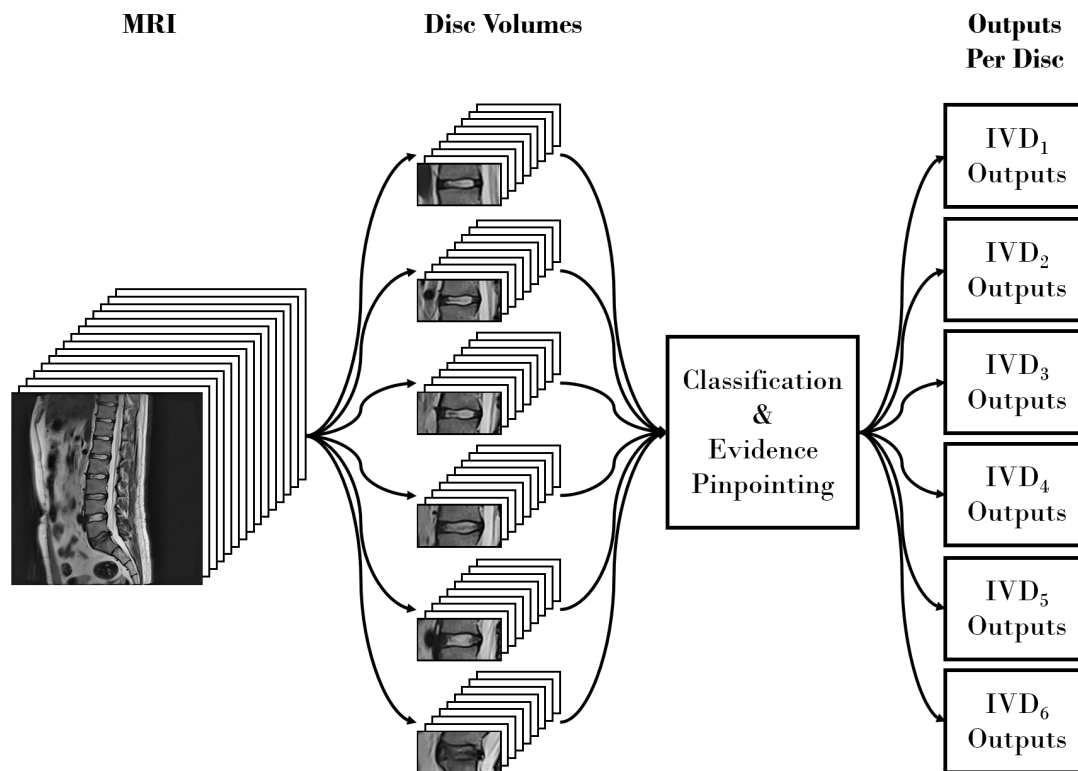 MRI
Disc Volumes
Outputs
Per Disc
Classification
&
Evidence
Pinpointing
IVD₁
Outputs
IVD₂
Outputs
IVD₃
Outputs
IVD₄
Outputs
IVD₅
Outputs
IVD₆
Outputs